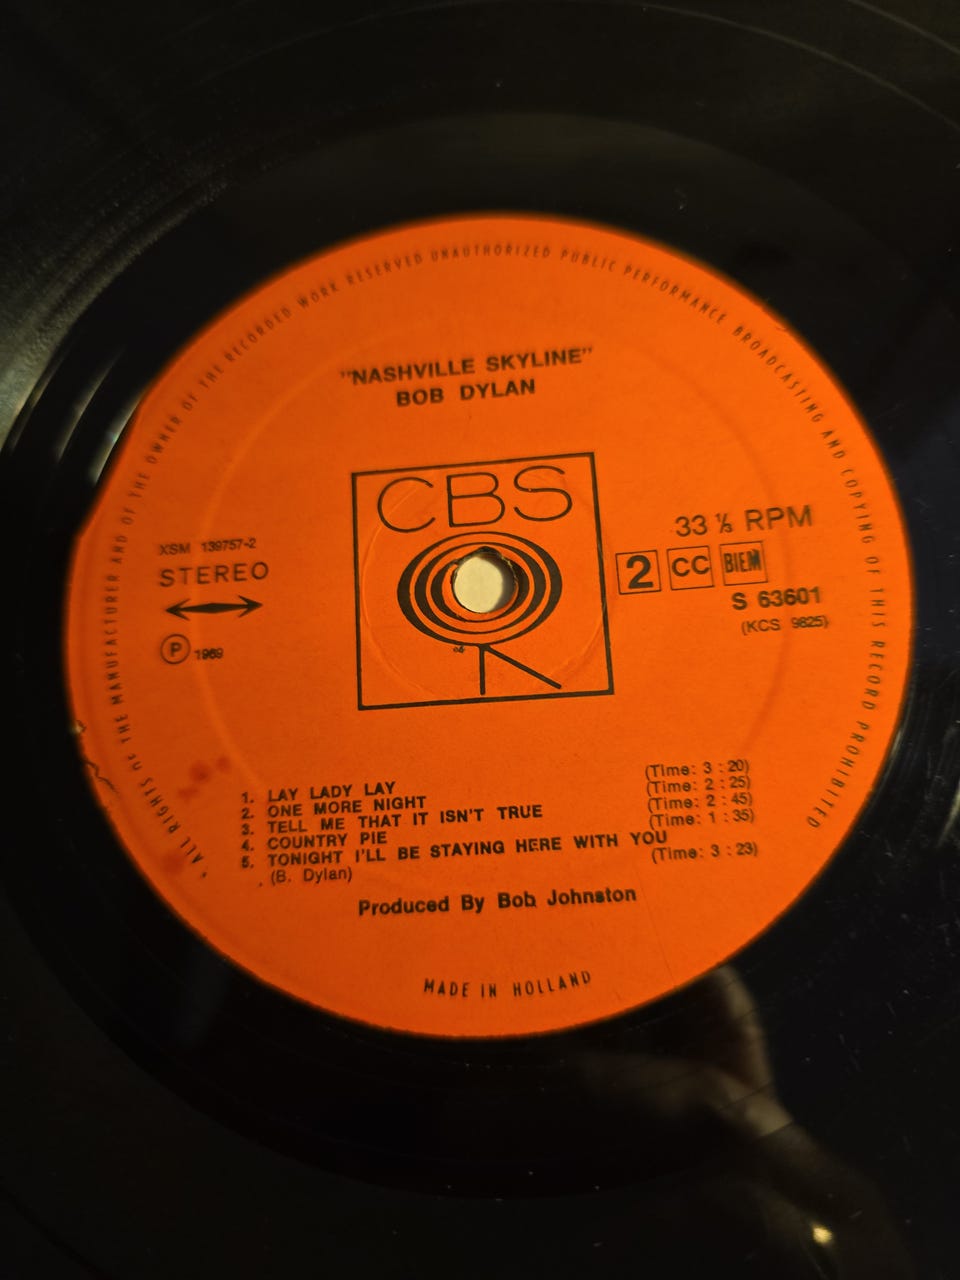 ALL RIGHTS OF THE MANUFACTURER AND OF THE OWNER OF THE RECORDED WORK RESERVED UNAUTHORIZED PUBLIC PERFORMANCE BROADCASTING AND COPYING OF THIS RECORD PROHIBITED
"NASHVILLE SKYLINE"
BOB DYLAN
CBS
XSM 139757-2
STEREO
℗ 1969
33 ⅓ RPM
2 CC BIEM
S 63601
(KCS 9825)
1. LAY LADY LAY (Time: 3 : 20)
2. ONE MORE NIGHT (Time: 2 : 25)
3. TELL ME THAT IT ISN'T TRUE (Time: 2 : 45)
4. COUNTRY PIE (Time: 1 : 35)
5. TONIGHT I'LL BE STAYING HERE WITH YOU (Time: 3 : 23)
(B. Dylan)
Produced By Bob Johnston
MADE IN HOLLAND